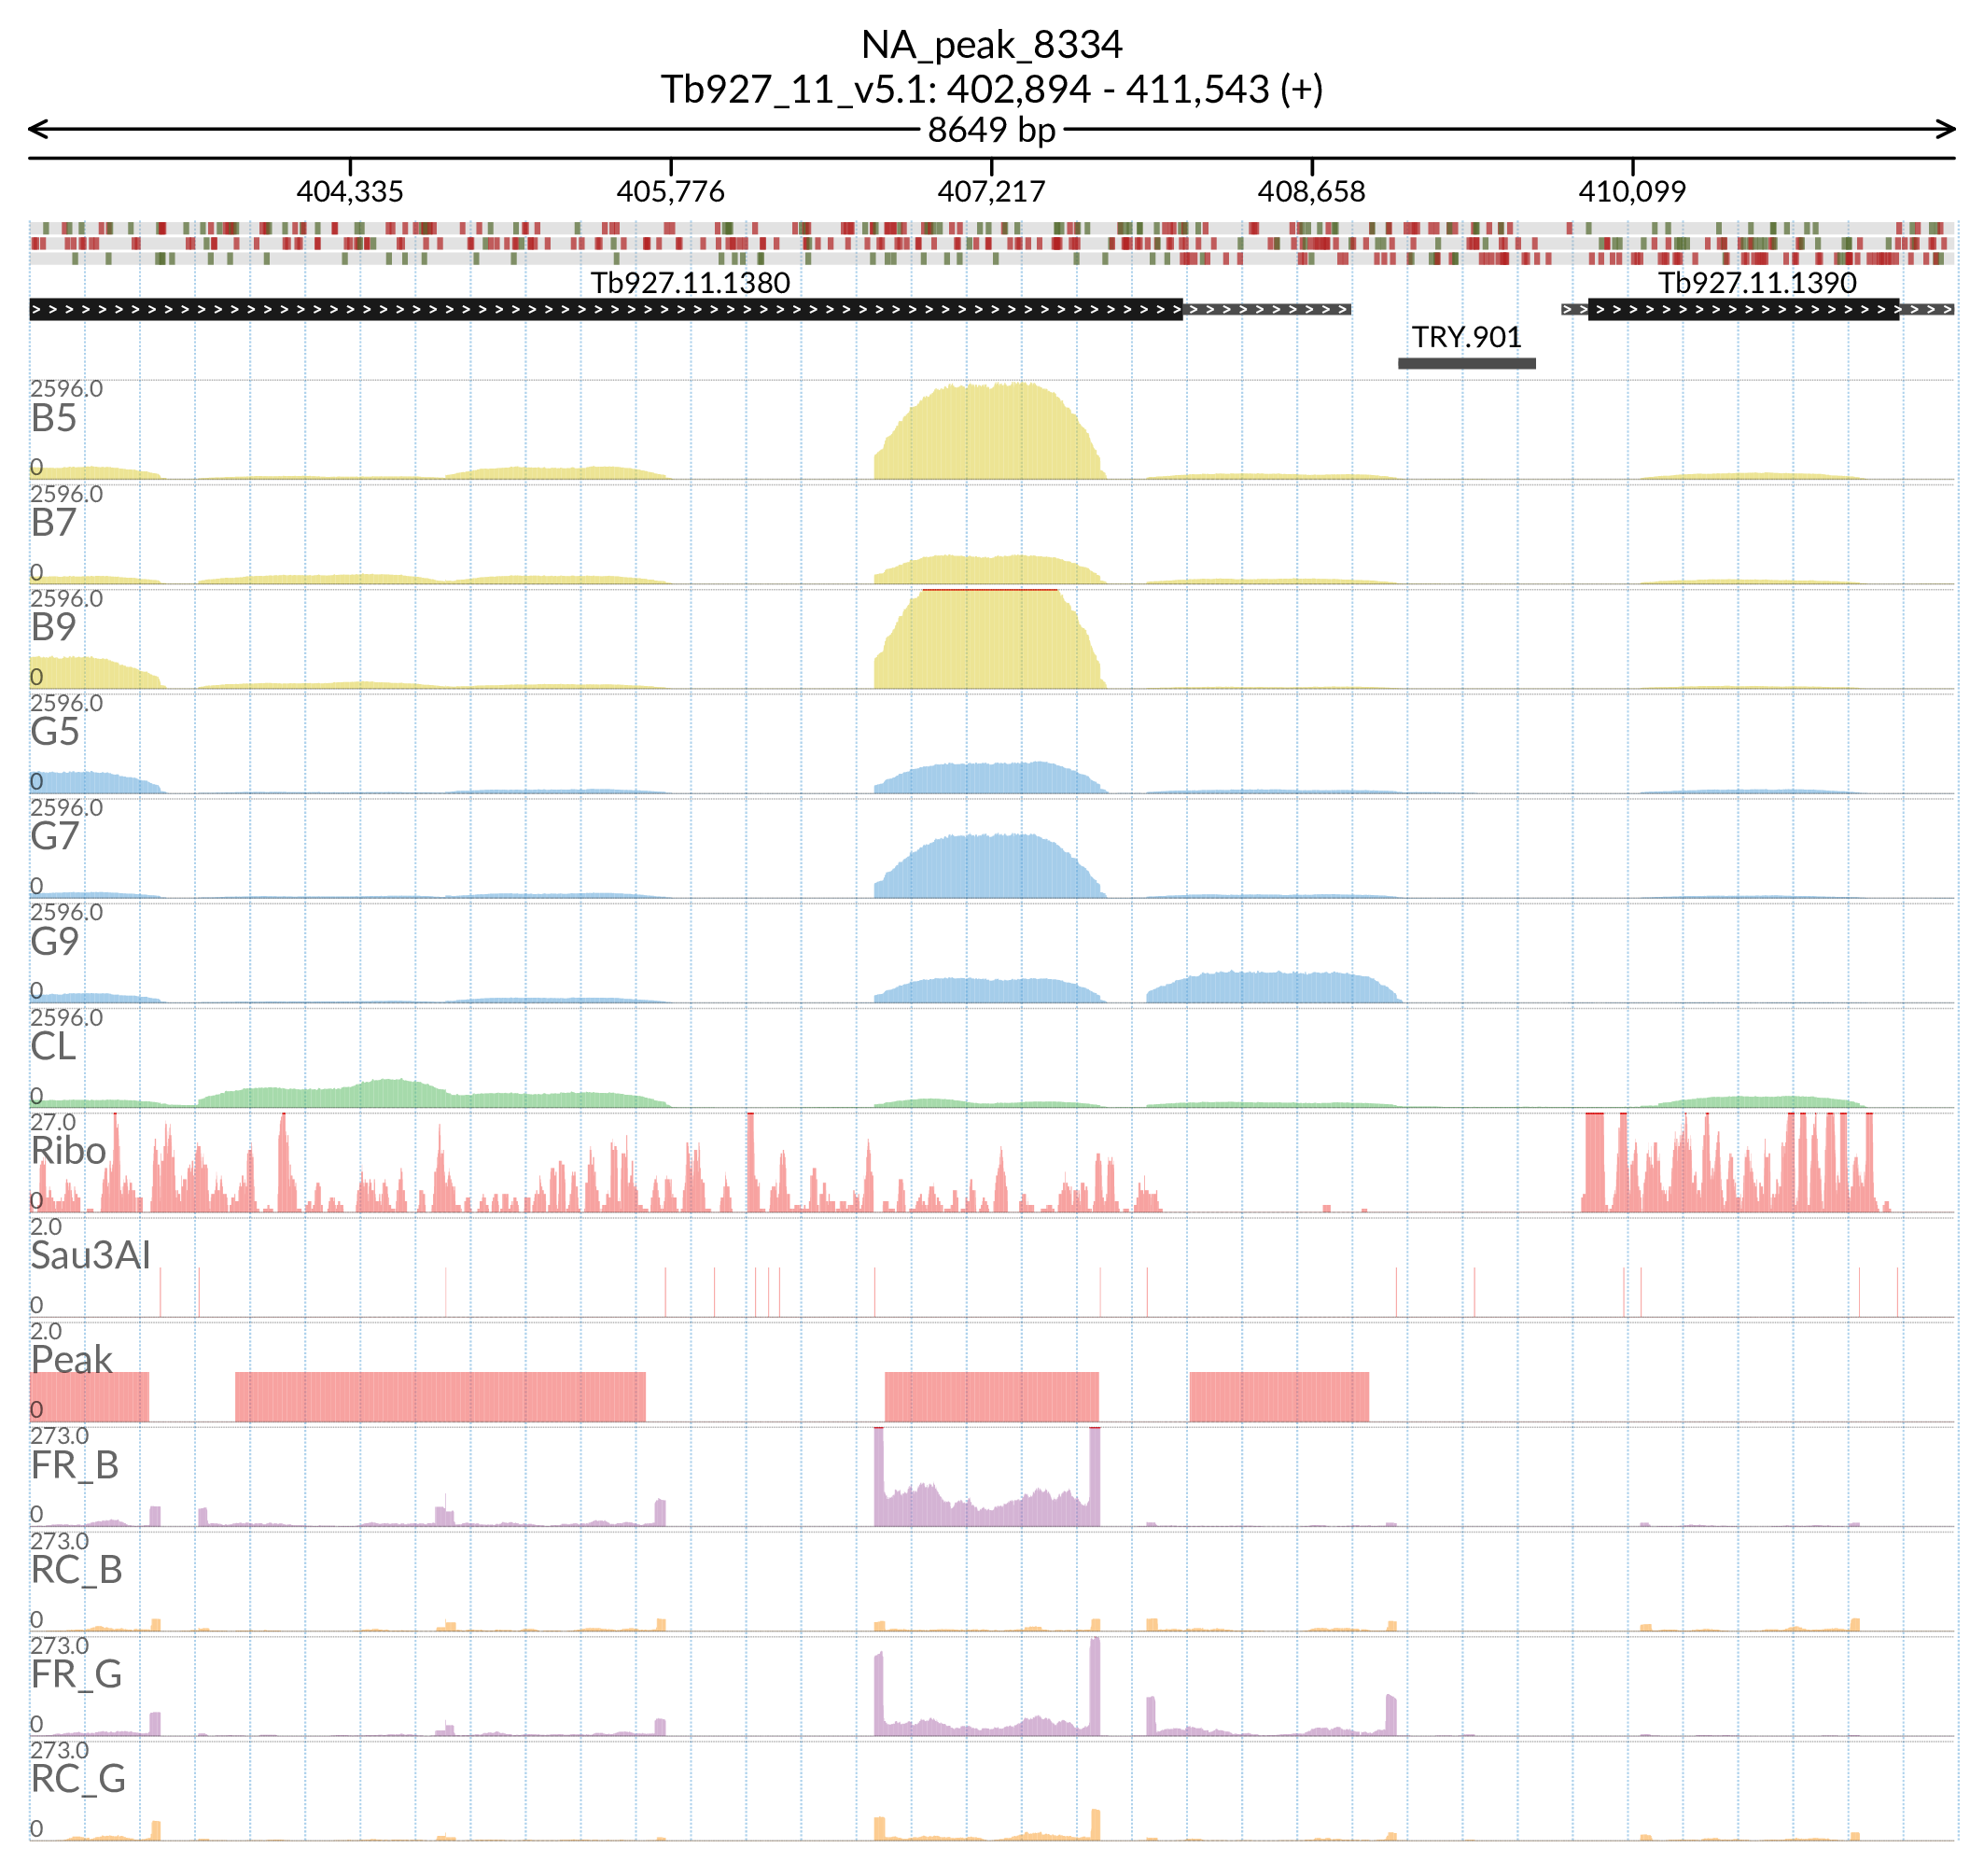 NA_peak_8334
Tb927_11_v5.1: 402,894 - 411,543 (+)
8649 bp
404,335 405,776 407,217 408,658 410,099
Tb927.11.1380 Tb927.11.1390
TRY.901
2596.0
B5
0
2596.0
B7
0
2596.0
B9
0
2596.0
G5
0
2596.0
G7
0
2596.0
G9
0
2596.0
CL
0
27.0
Ribo
0
2.0
Sau3AI
0
2.0
Peak
0
273.0
FR_B
0
273.0
RC_B
0
273.0
FR_G
0
273.0
RC_G
0